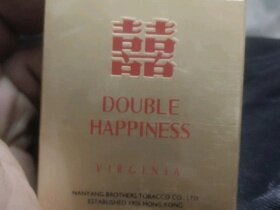 囍
DOUBLE
HAPPINESS
VIRGINIA
NANYANG BROTHERS TOBACCO CO., LTD
ESTABLISHED 1905 HONG KONG